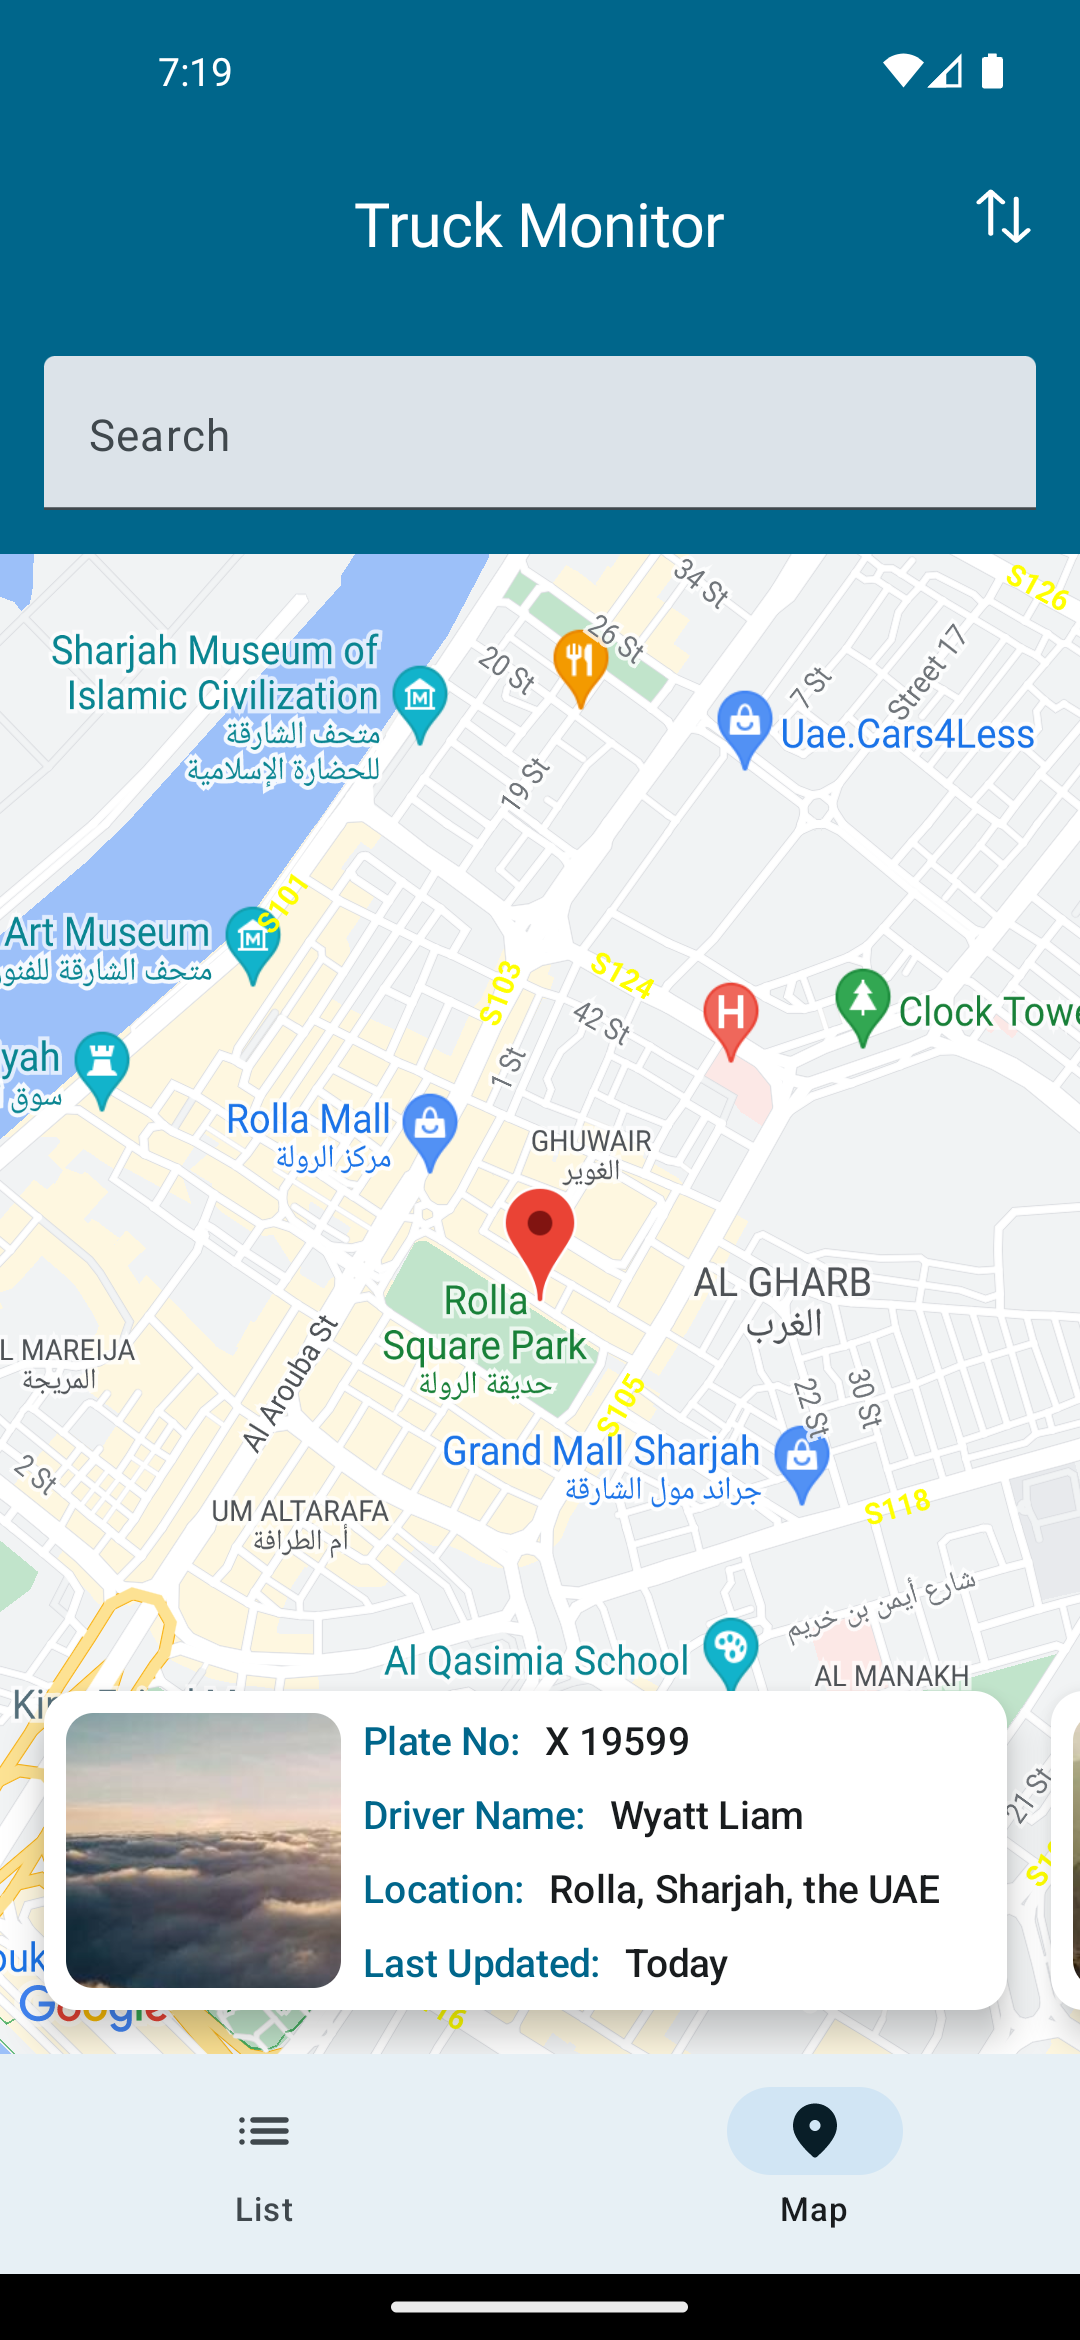 7:19
Truck Monitor
Search
34 St
S126
26 St
20 St
Sharjah Museum of
Islamic Civilization
متحف الشارقة
للحضارة الإسلامية
7 St
Street 17
Uae.Cars4Less
19 St
S101
Art Museum
متحف الشارقة للفنو
S103
S124
42 St
H
Clock Towe
yah
سوق
1 St
Rolla Mall
مركز الرولة
GHUWAIR
الغوير
AL GHARB
الغرب
Rolla
Square Park
حديقة الرولة
L MAREIJA
المريجة
Al Arouba St
S105
22 St
30 St
Grand Mall Sharjah
جراند مول الشارقة
2 St
S118
UM ALTARAFA
أم الطرافة
شارع أيمن بن خريم
Al Qasimia School
AL MANAKH
21 St
Plate No: X 19599
Driver Name: Wyatt Liam
Location: Rolla, Sharjah, the UAE
Last Updated: Today
Google
List
Map